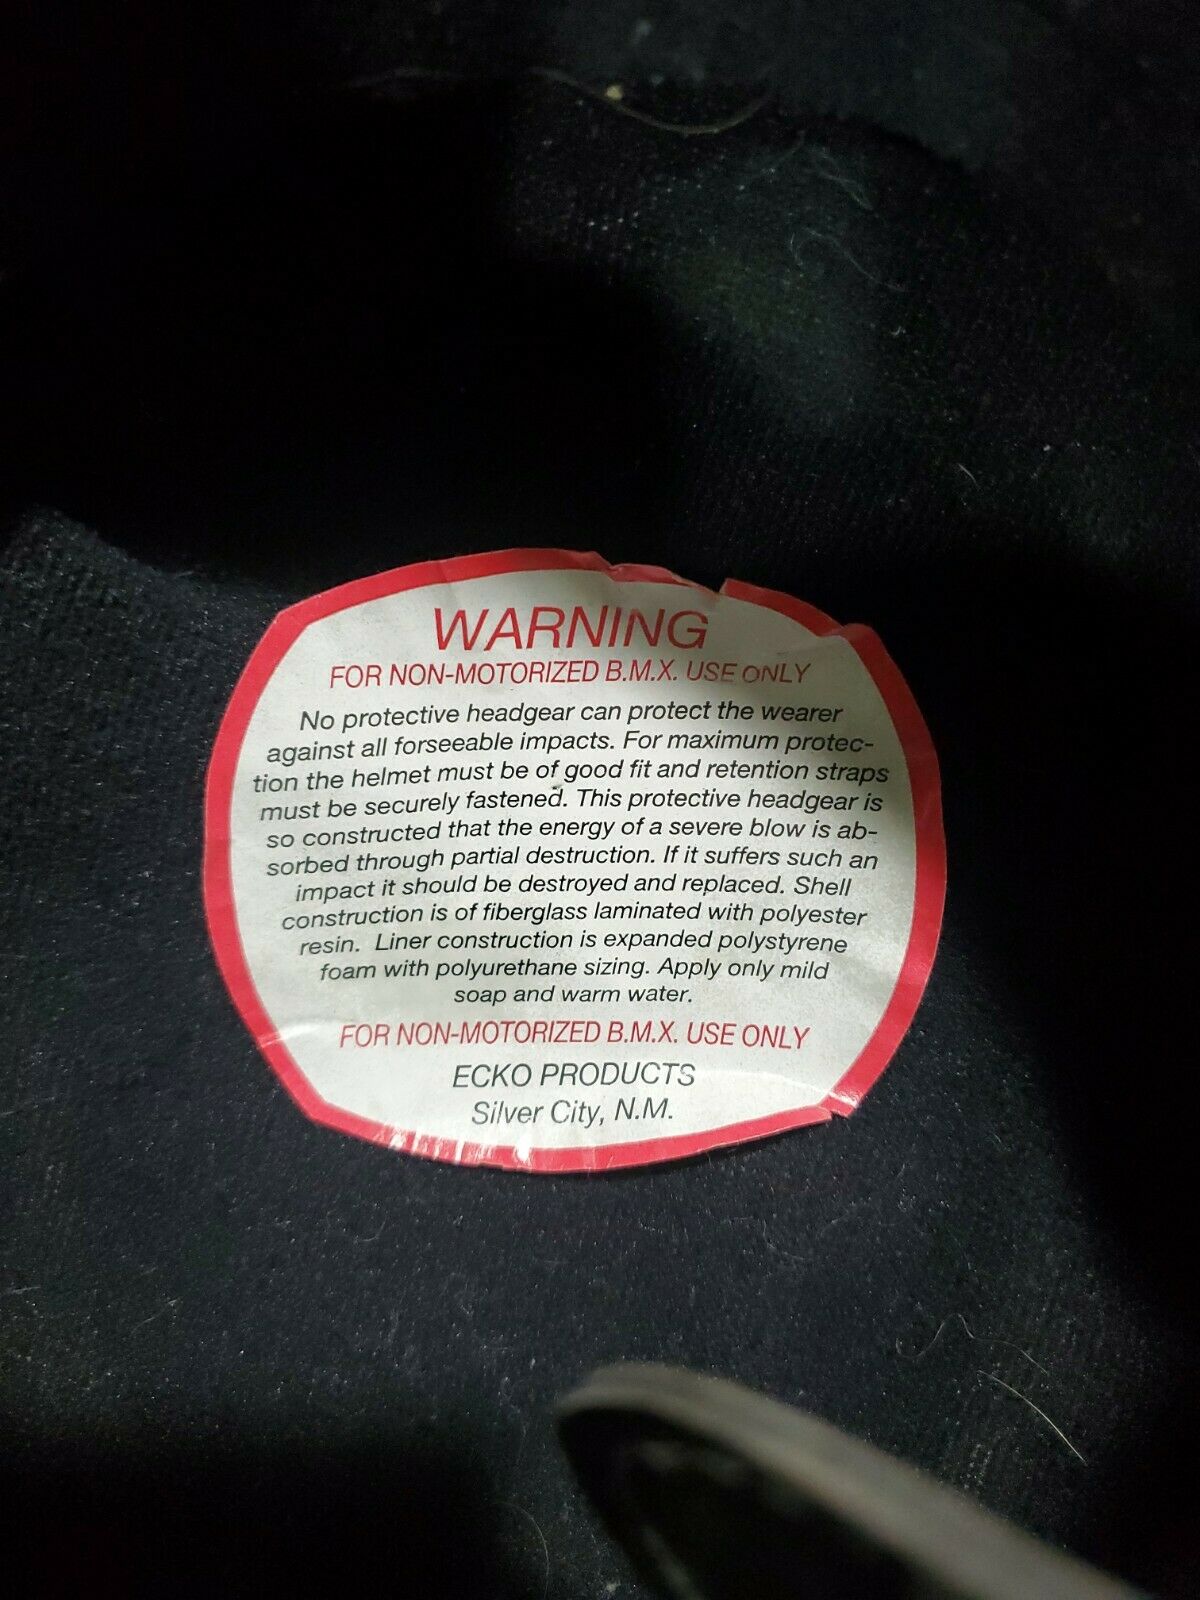 WARNING
FOR NON-MOTORIZED B.M.X. USE ONLY
No protective headgear can protect the wearer
against all forseeable impacts. For maximum protec-
tion the helmet must be of good fit and retention straps
must be securely fastened. This protective headgear is
so constructed that the energy of a severe blow is ab-
sorbed through partial destruction. If it suffers such an
impact it should be destroyed and replaced. Shell
construction is of fiberglass laminated with polyester
resin. Liner construction is expanded polystyrene
foam with polyurethane sizing. Apply only mild
soap and warm water.
FOR NON-MOTORIZED B.M.X. USE ONLY
ECKO PRODUCTS
Silver City, N.M.